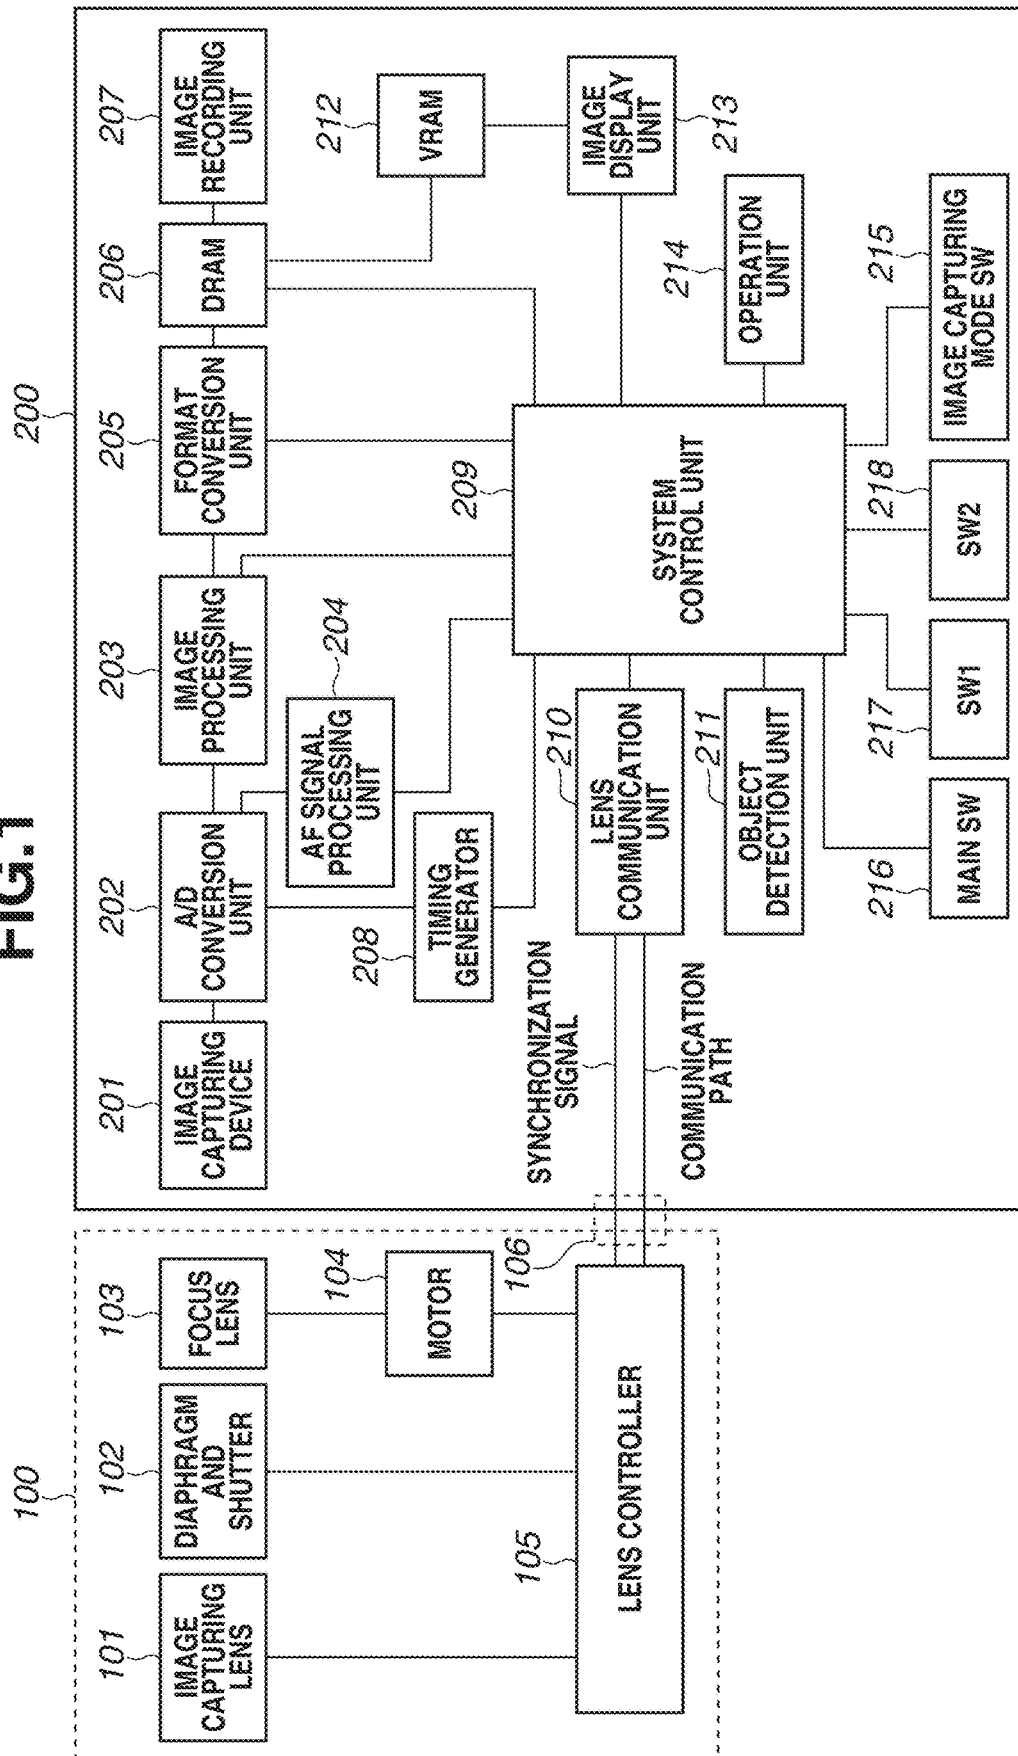 FIG.1
100
200
101
IMAGE
CAPTURING
LENS
102
DIAPHRAGM
AND
SHUTTER
103
FOCUS
LENS
104
MOTOR
105
LENS CONTROLLER
106
201
IMAGE
CAPTURING
DEVICE
202
A/D
CONVERSION
UNIT
203
IMAGE
PROCESSING
UNIT
204
AF SIGNAL
PROCESSING
UNIT
205
FORMAT
CONVERSION
UNIT
206
DRAM
207
IMAGE
RECORDING
UNIT
208
TIMING
GENERATOR
209
SYSTEM
CONTROL UNIT
210
LENS
COMMUNICATION
UNIT
SYNCHRONIZATION
SIGNAL
COMMUNICATION
PATH
211
OBJECT
DETECTION UNIT
212
VRAM
213
IMAGE
DISPLAY
UNIT
214
OPERATION
UNIT
215
IMAGE CAPTURING
MODE SW
216
MAIN SW
217
SW1
218
SW2